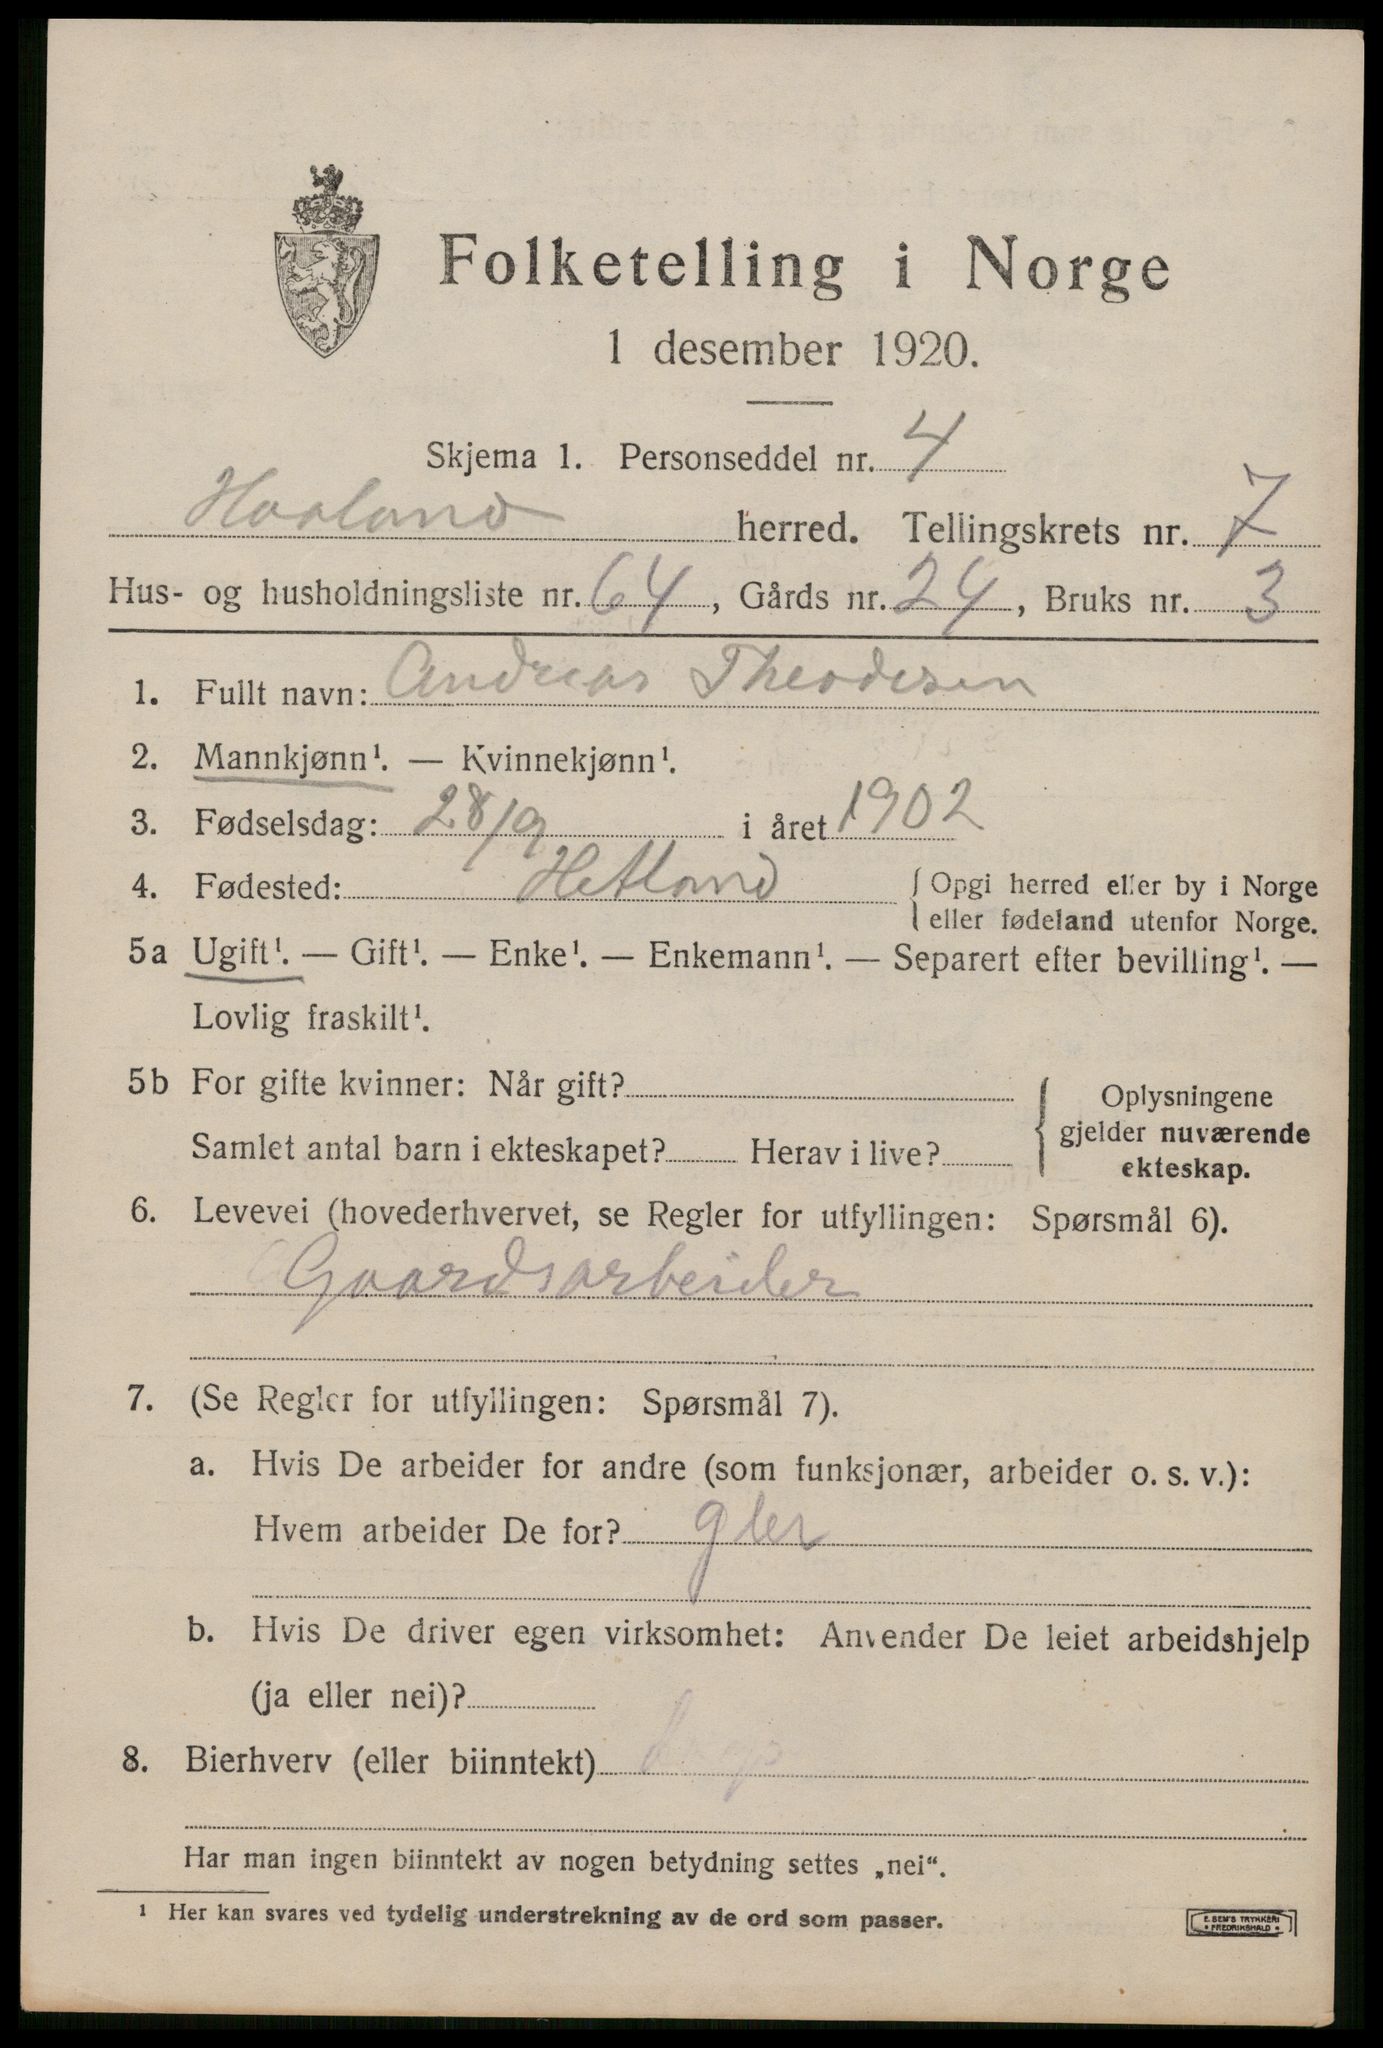 Folketelling i Norge
1 desember 1920.
Skjema 1. Personseddel nr. 4
Haaland herred. Tellingskrets nr. 7
Hus- og husholdningsliste nr. 64, Gårds nr. 24, Bruks nr. 3
1. Fullt navn: Andreas Theodesen
2. Mannkjønn¹. — Kvinnekjønn¹.
3. Fødselsdag: 28/9 i året 1902
4. Fødested: Hetland { Opgi herred eller by i Norge
eller fødeland utenfor Norge.
5a Ugift¹. — Gift¹. — Enke¹. — Enkemann¹. — Separert efter bevilling¹. —
Lovlig fraskilt¹.
5b For gifte kvinner: Når gift? { Oplysningene
gjelder nuværende
Samlet antal barn i ekteskapet? Herav i live?
ekteskap.
6. Levevei (hovederhvervet, se Regler for utfyllingen: Spørsmål 6).
Gaardsarbeider
7. (Se Regler for utfyllingen: Spørsmål 7).
a. Hvis De arbeider for andre (som funksjonær, arbeider o. s. v.):
Hvem arbeider De for? gler
b. Hvis De driver egen virksomhet: Anvender De leiet arbeidshjelp
(ja eller nei)?
8. Bierhverv (eller biinntekt)
Har man ingen biinntekt av nogen betydning settes „nei“.
¹ Her kan svares ved tydelig understrekning av de ord som passer.
E. SEM'S TRYKKERI
• FREDRIKSHALD •